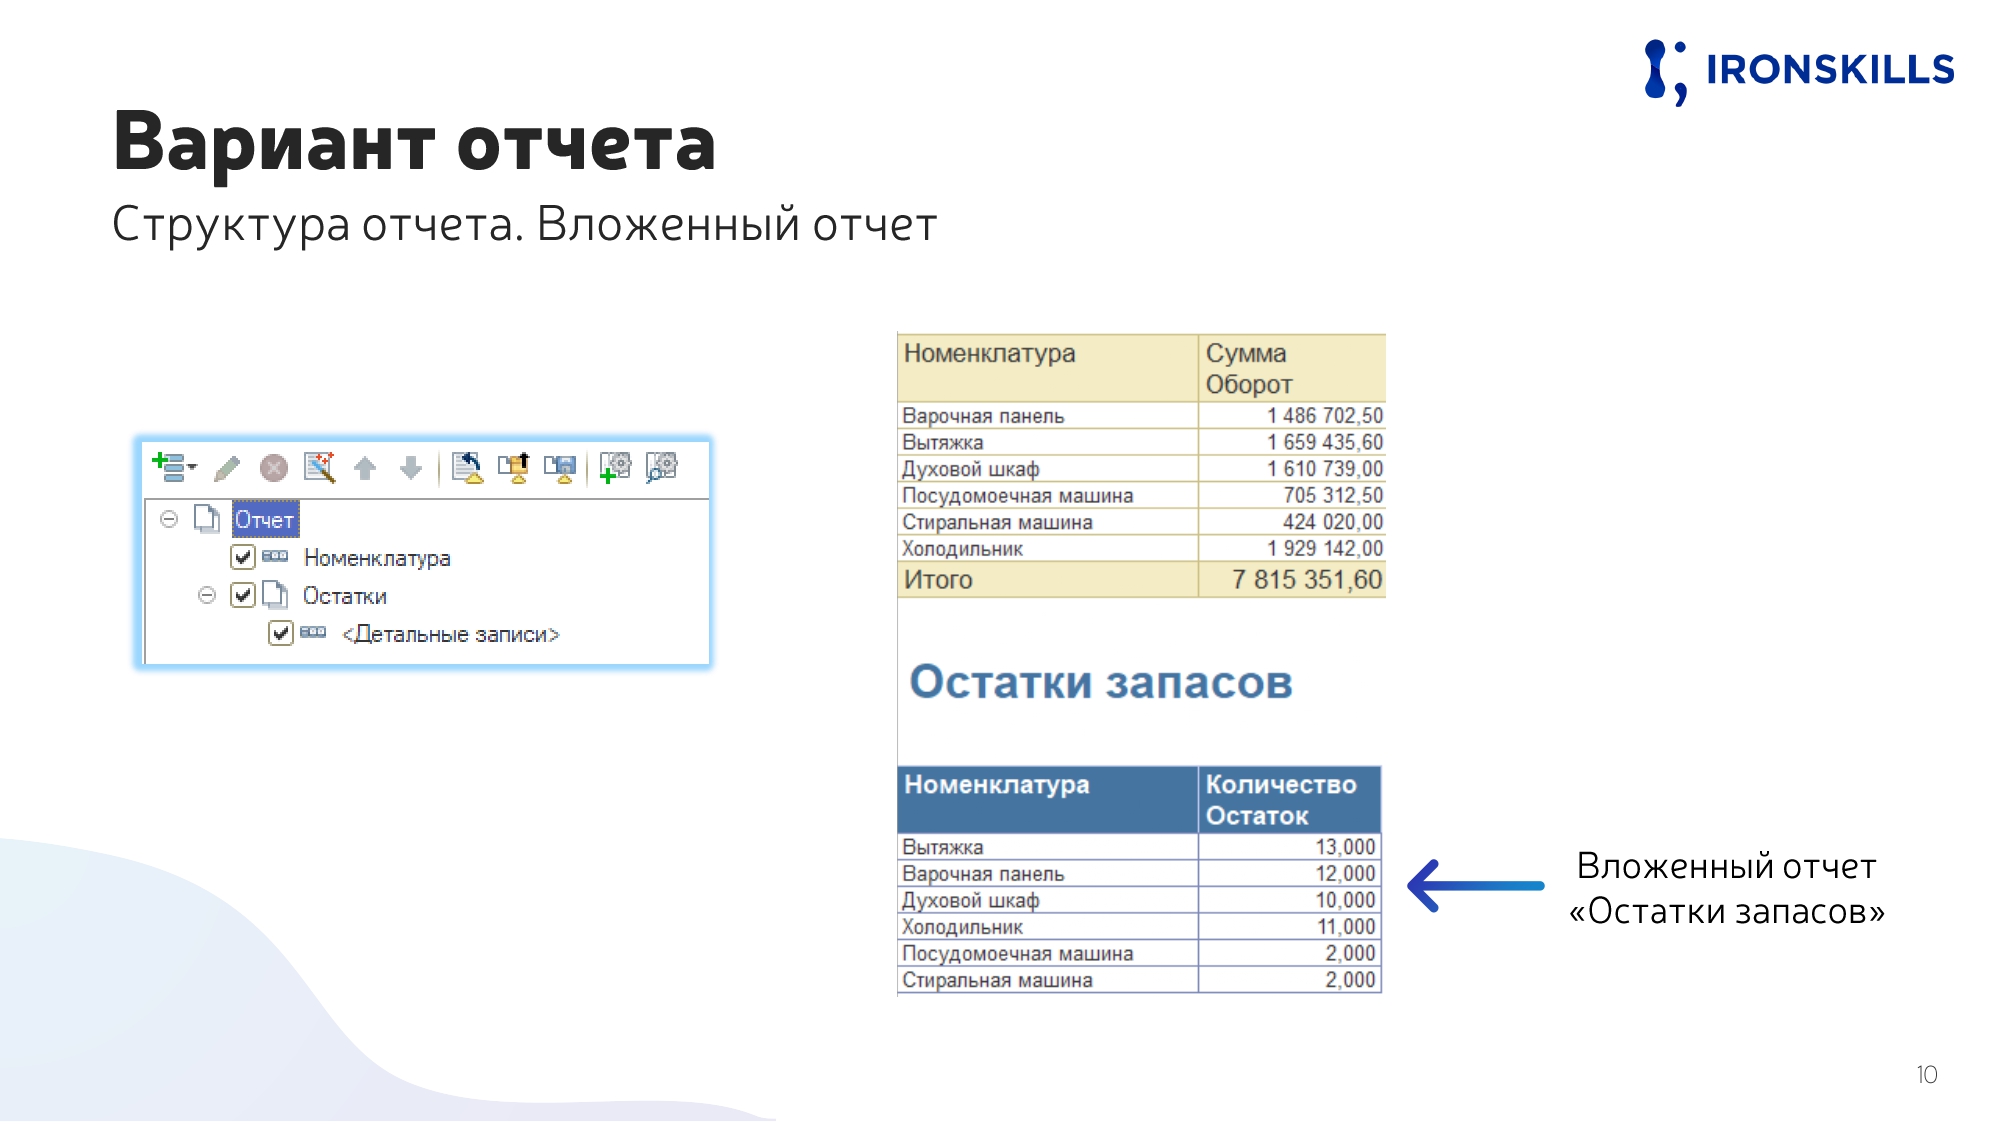 IRONSKILLS
Вариант отчета
Структура отчета. Вложенный отчет
Отчет
Номенклатура
Остатки
<Детальные записи>
Номенклатура Сумма
Оборот
Варочная панель 1 486 702,50
Вытяжка 1 659 435,60
Духовой шкаф 1 610 739,00
Посудомоечная машина 705 312,50
Стиральная машина 424 020,00
Холодильник 1 929 142,00
Итого 7 815 351,60
Остатки запасов
Номенклатура Количество
Остаток
Вытяжка 13,000
Варочная панель 12,000
Духовой шкаф 10,000
Холодильник 11,000
Посудомоечная машина 2,000
Стиральная машина 2,000
Вложенный отчет
«Остатки запасов»
10